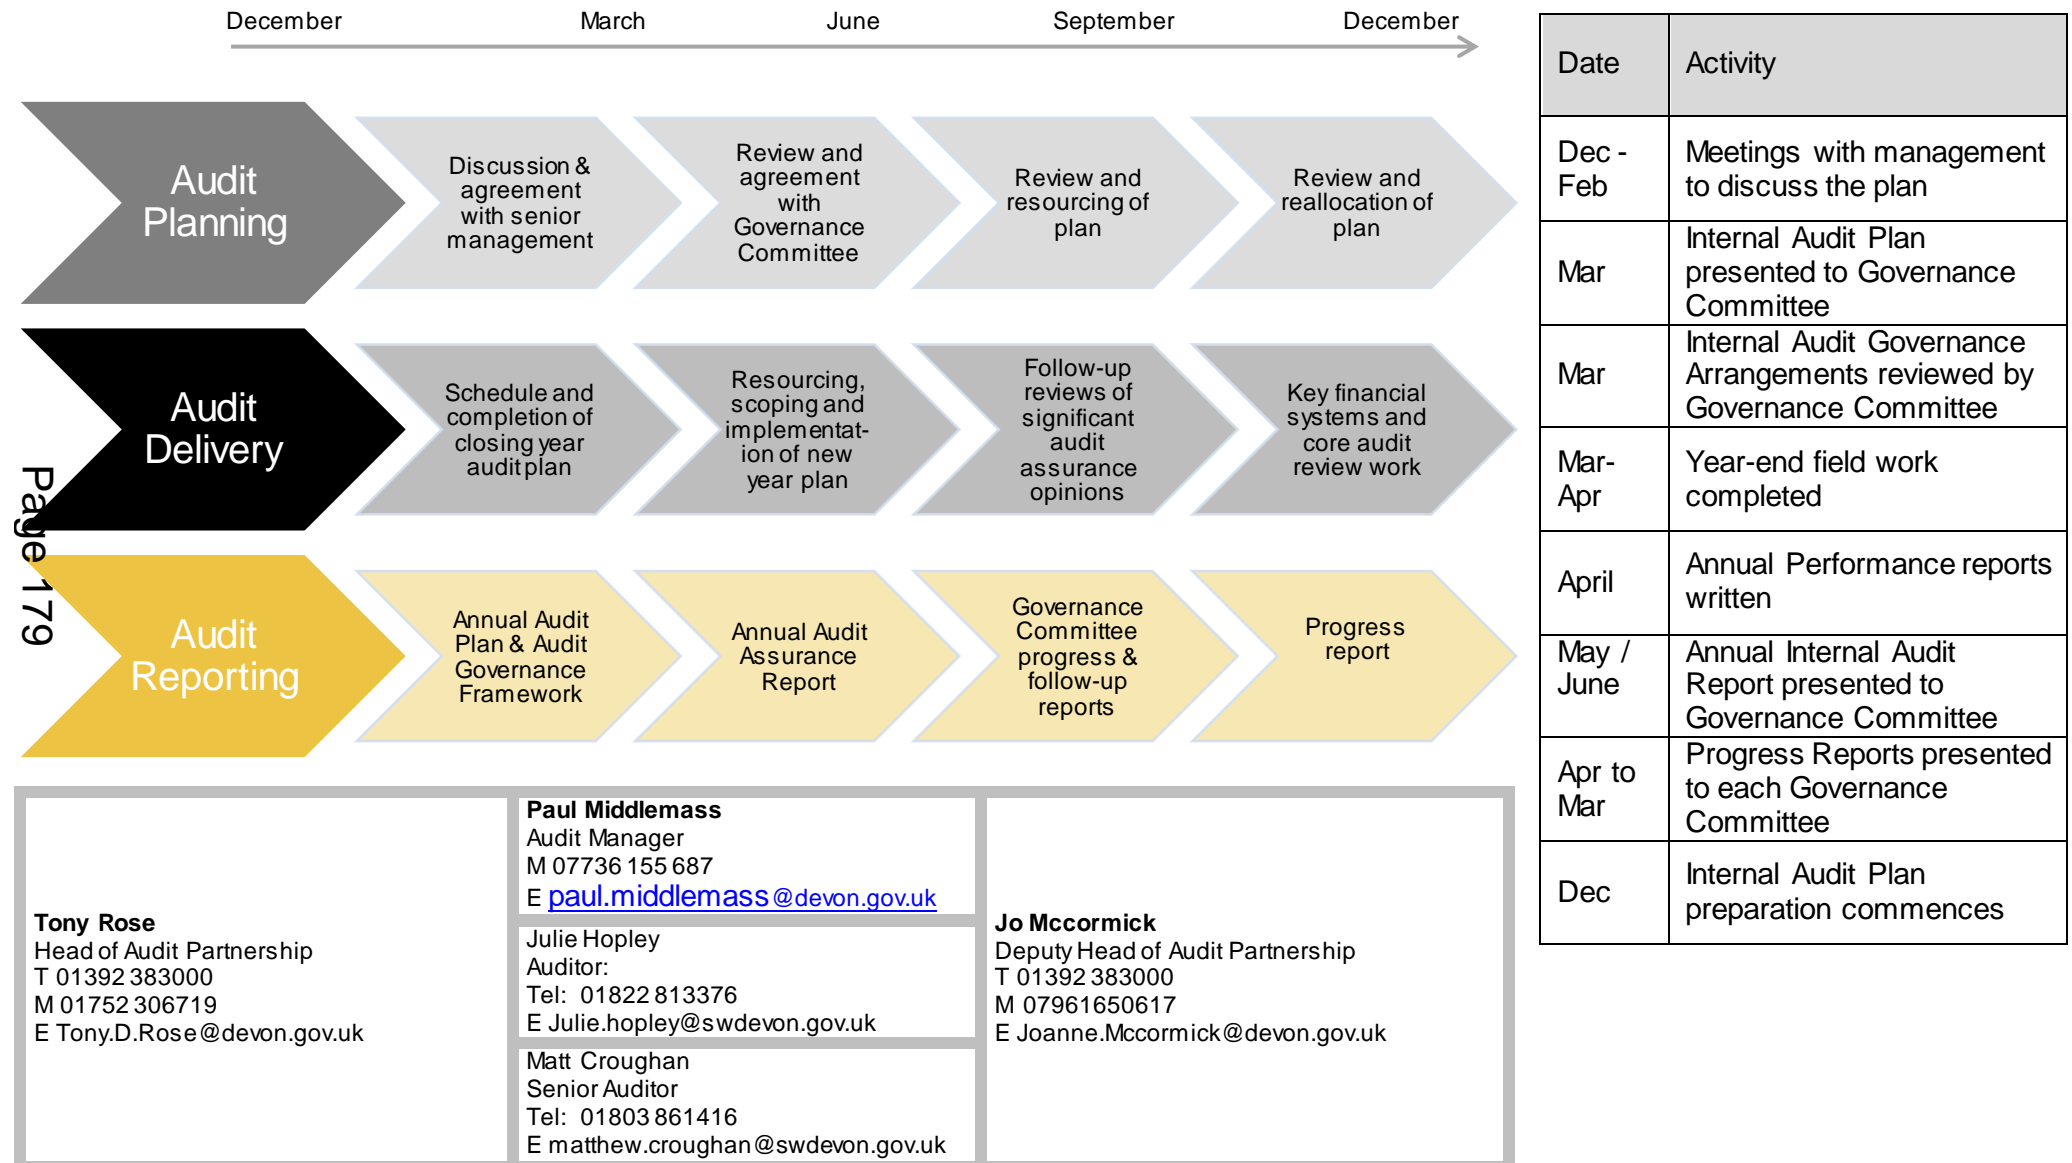 December March June September December
Audit
Planning
Discussion &
agreement
with senior
management
Review and
agreement
with
Governance
Committee
Review and
resourcing of
plan
Review and
reallocation of
plan
Audit
Delivery
Schedule and
completion of
closing year
audit plan
Resourcing,
scoping and
implementat-
ion of new
year plan
Follow-up
reviews of
significant
audit
assurance
opinions
Key financial
systems and
core audit
review work
Audit
Reporting
Annual Audit
Plan & Audit
Governance
Framework
Annual Audit
Assurance
Report
Governance
Committee
progress &
follow-up
reports
Progress
report
Page 179
Tony Rose
Head of Audit Partnership
T 01392 383000
M 01752 306719
E Tony.D.Rose@devon.gov.uk
Paul Middlemass
Audit Manager
M 07736 155 687
E paul.middlemass@devon.gov.uk
Julie Hopley
Auditor:
Tel: 01822 813376
E Julie.hopley@swdevon.gov.uk
Matt Croughan
Senior Auditor
Tel: 01803 861416
E matthew.croughan@swdevon.gov.uk
Jo Mccormick
Deputy Head of Audit Partnership
T 01392 383000
M 07961650617
E Joanne.Mccormick@devon.gov.uk
Date Activity
Dec - Meetings with management
Feb to discuss the plan
Mar
Internal Audit Plan
presented to Governance
Committee
Mar
Internal Audit Governance
Arrangements reviewed by
Governance Committee
Mar- Year-end field work
Apr completed
April
Annual Performance reports
written
May / Annual Internal Audit
June Report presented to
Governance Committee
Apr to
Mar
Progress Reports presented
to each Governance
Committee
Dec
Internal Audit Plan
preparation commences